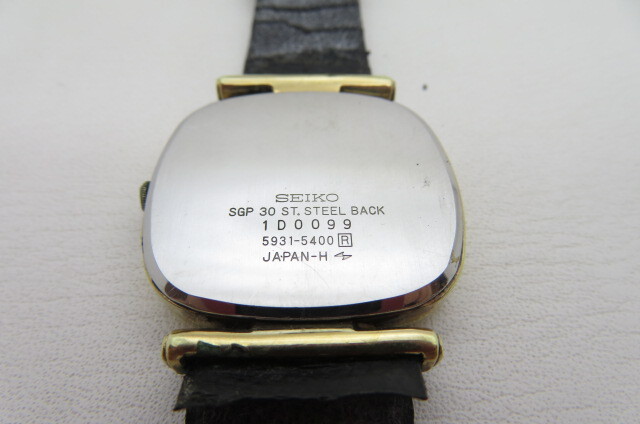 SEIKO
SGP 30 ST. STEEL BACK
1D0099
5931-5400 R
JAPAN-H